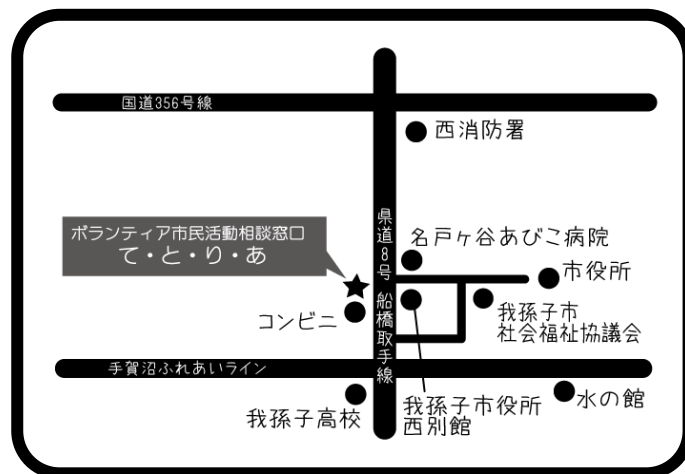 国道356号線
西消防署
県道8号 船橋取手線
ボランティア市民活動相談窓口
て・と・り・あ
名戸ヶ谷あびこ病院
市役所
コンビニ
我孫子市
社会福祉協議会
手賀沼ふれあいライン
我孫子高校
我孫子市役所
西別館
水の館